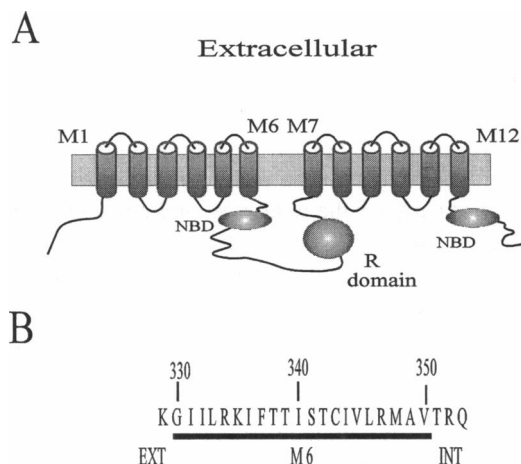 A
Extracellular
M1 M6 M7 M12
NBD NBD
R
domain
B
330 340 350
KGIILRKIFTTISTCIVLRMAVTRQ
EXT M6 INT